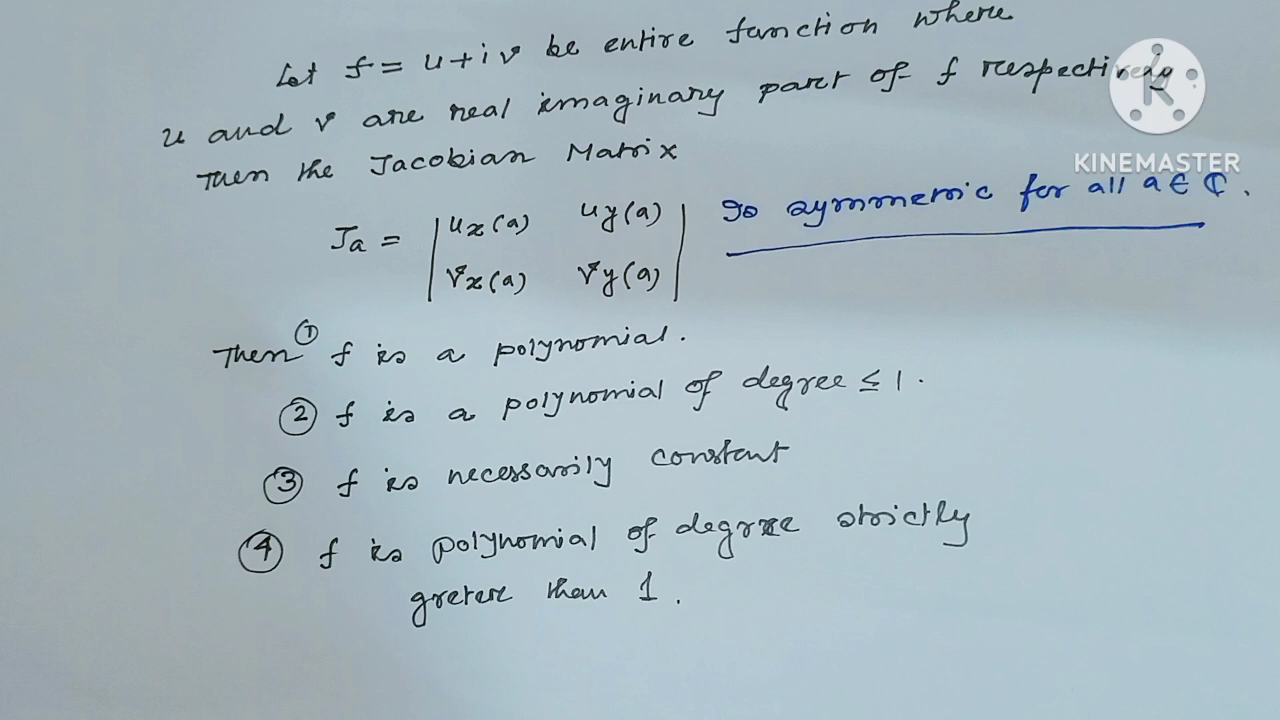 Let f = u+iv be entire function where
u and v are real imaginary part of f respectively
Then the Jacobian Matrix
KINEMASTER
Ja = | ux(a) uy(a) | is symmetric for all a ∈ ℂ.
| vx(a) vy(a) |
Then ① f is a polynomial.
② f is a polynomial of degree ≤ 1.
③ f is necessarily constant
④ f is polynomial of degree strictly
greter than 1.